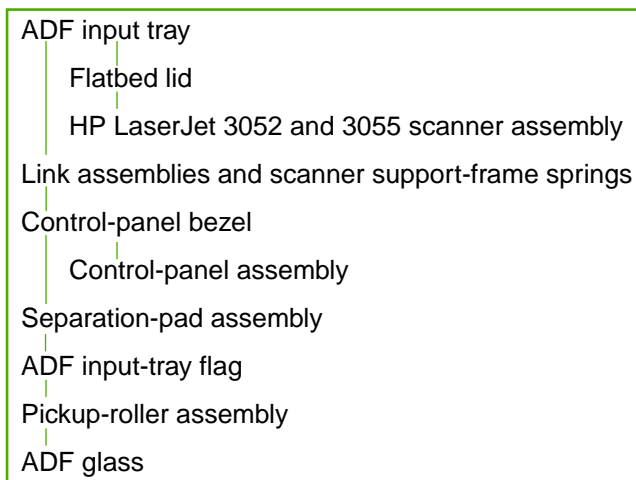 ADF input tray
Flatbed lid
HP LaserJet 3052 and 3055 scanner assembly
Link assemblies and scanner support-frame springs
Control-panel bezel
Control-panel assembly
Separation-pad assembly
ADF input-tray flag
Pickup-roller assembly
ADF glass